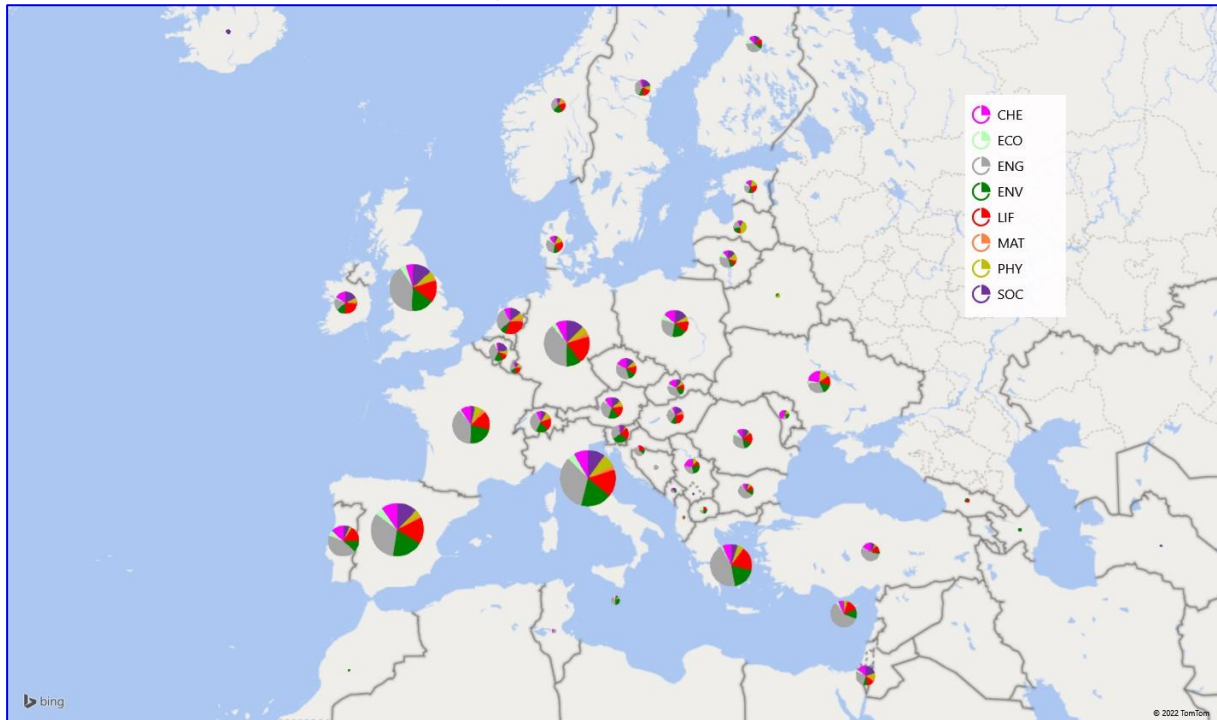 CHE
ECO
ENG
ENV
LIF
MAT
PHY
SOC
bing
© 2022 TomTom